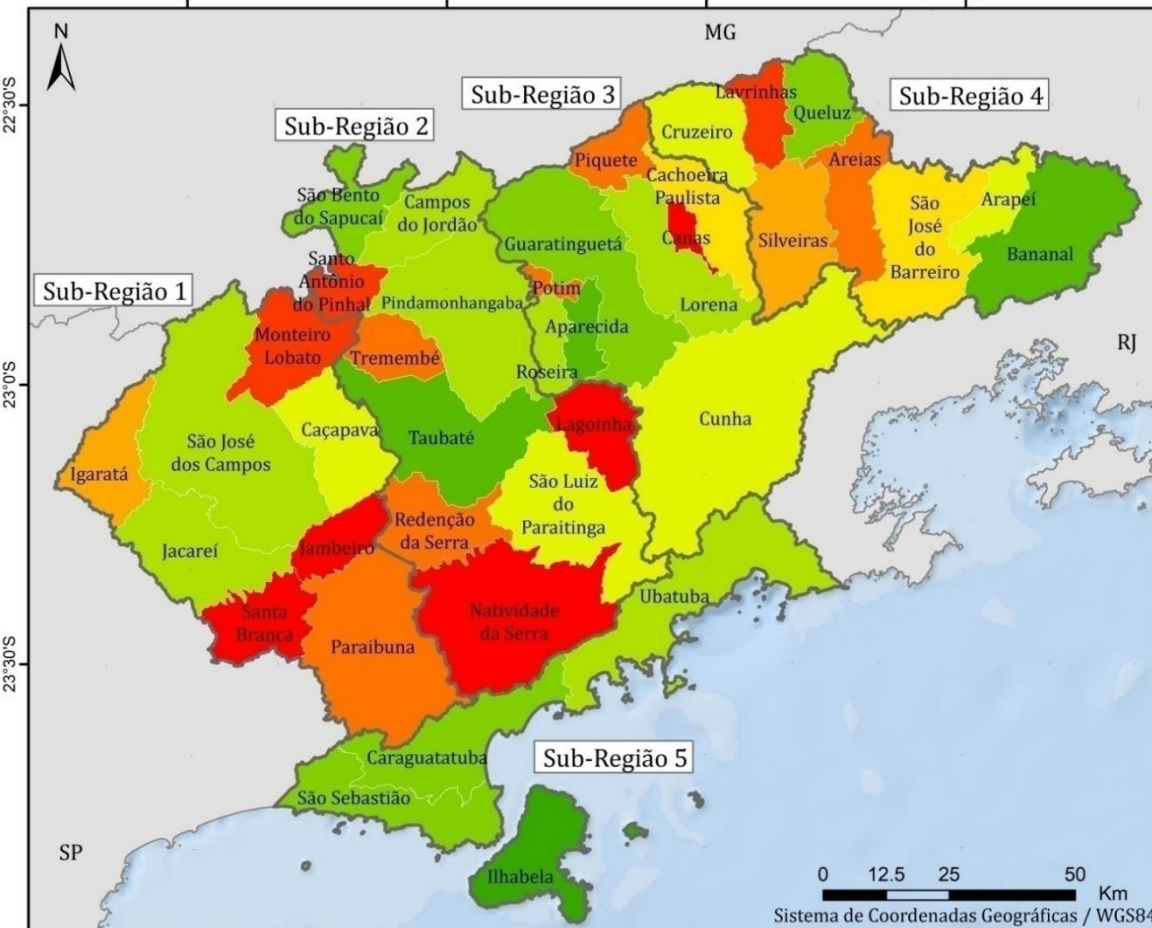 N
MG
Sub-Região 3
Sub-Região 4
Sub-Região 2
Sub-Região 1
22°30'S
23°0'S
23°30'S
Lavrinhas
Queluz
Cruzeiro
Piquete
Areias
Cachoeira
Paulista
Canas
Silveiras
São
José
do
Barreiro
Arapeí
Bananal
São Bento
do Sapucaí
Campos
do Jordão
Guaratinguetá
Santo
Antônio
do Pinhal
Pindamonhangaba
Potim
Aparecida
Lorena
Roseira
Monteiro
Lobato
Tremembé
RJ
Cunha
Lagoinha
Taubaté
Caçapava
São José
dos Campos
Igaratá
São Luiz
do
Paraitinga
Redenção
da Serra
Jacareí
Jambeiro
Ubatuba
Natividade
da Serra
Santa
Branca
Paraibuna
Caraguatatuba
São Sebastião
Sub-Região 5
Ilhabela
SP
0 12.5 25 50
Km
Sistema de Coordenadas Geográficas / WGS84